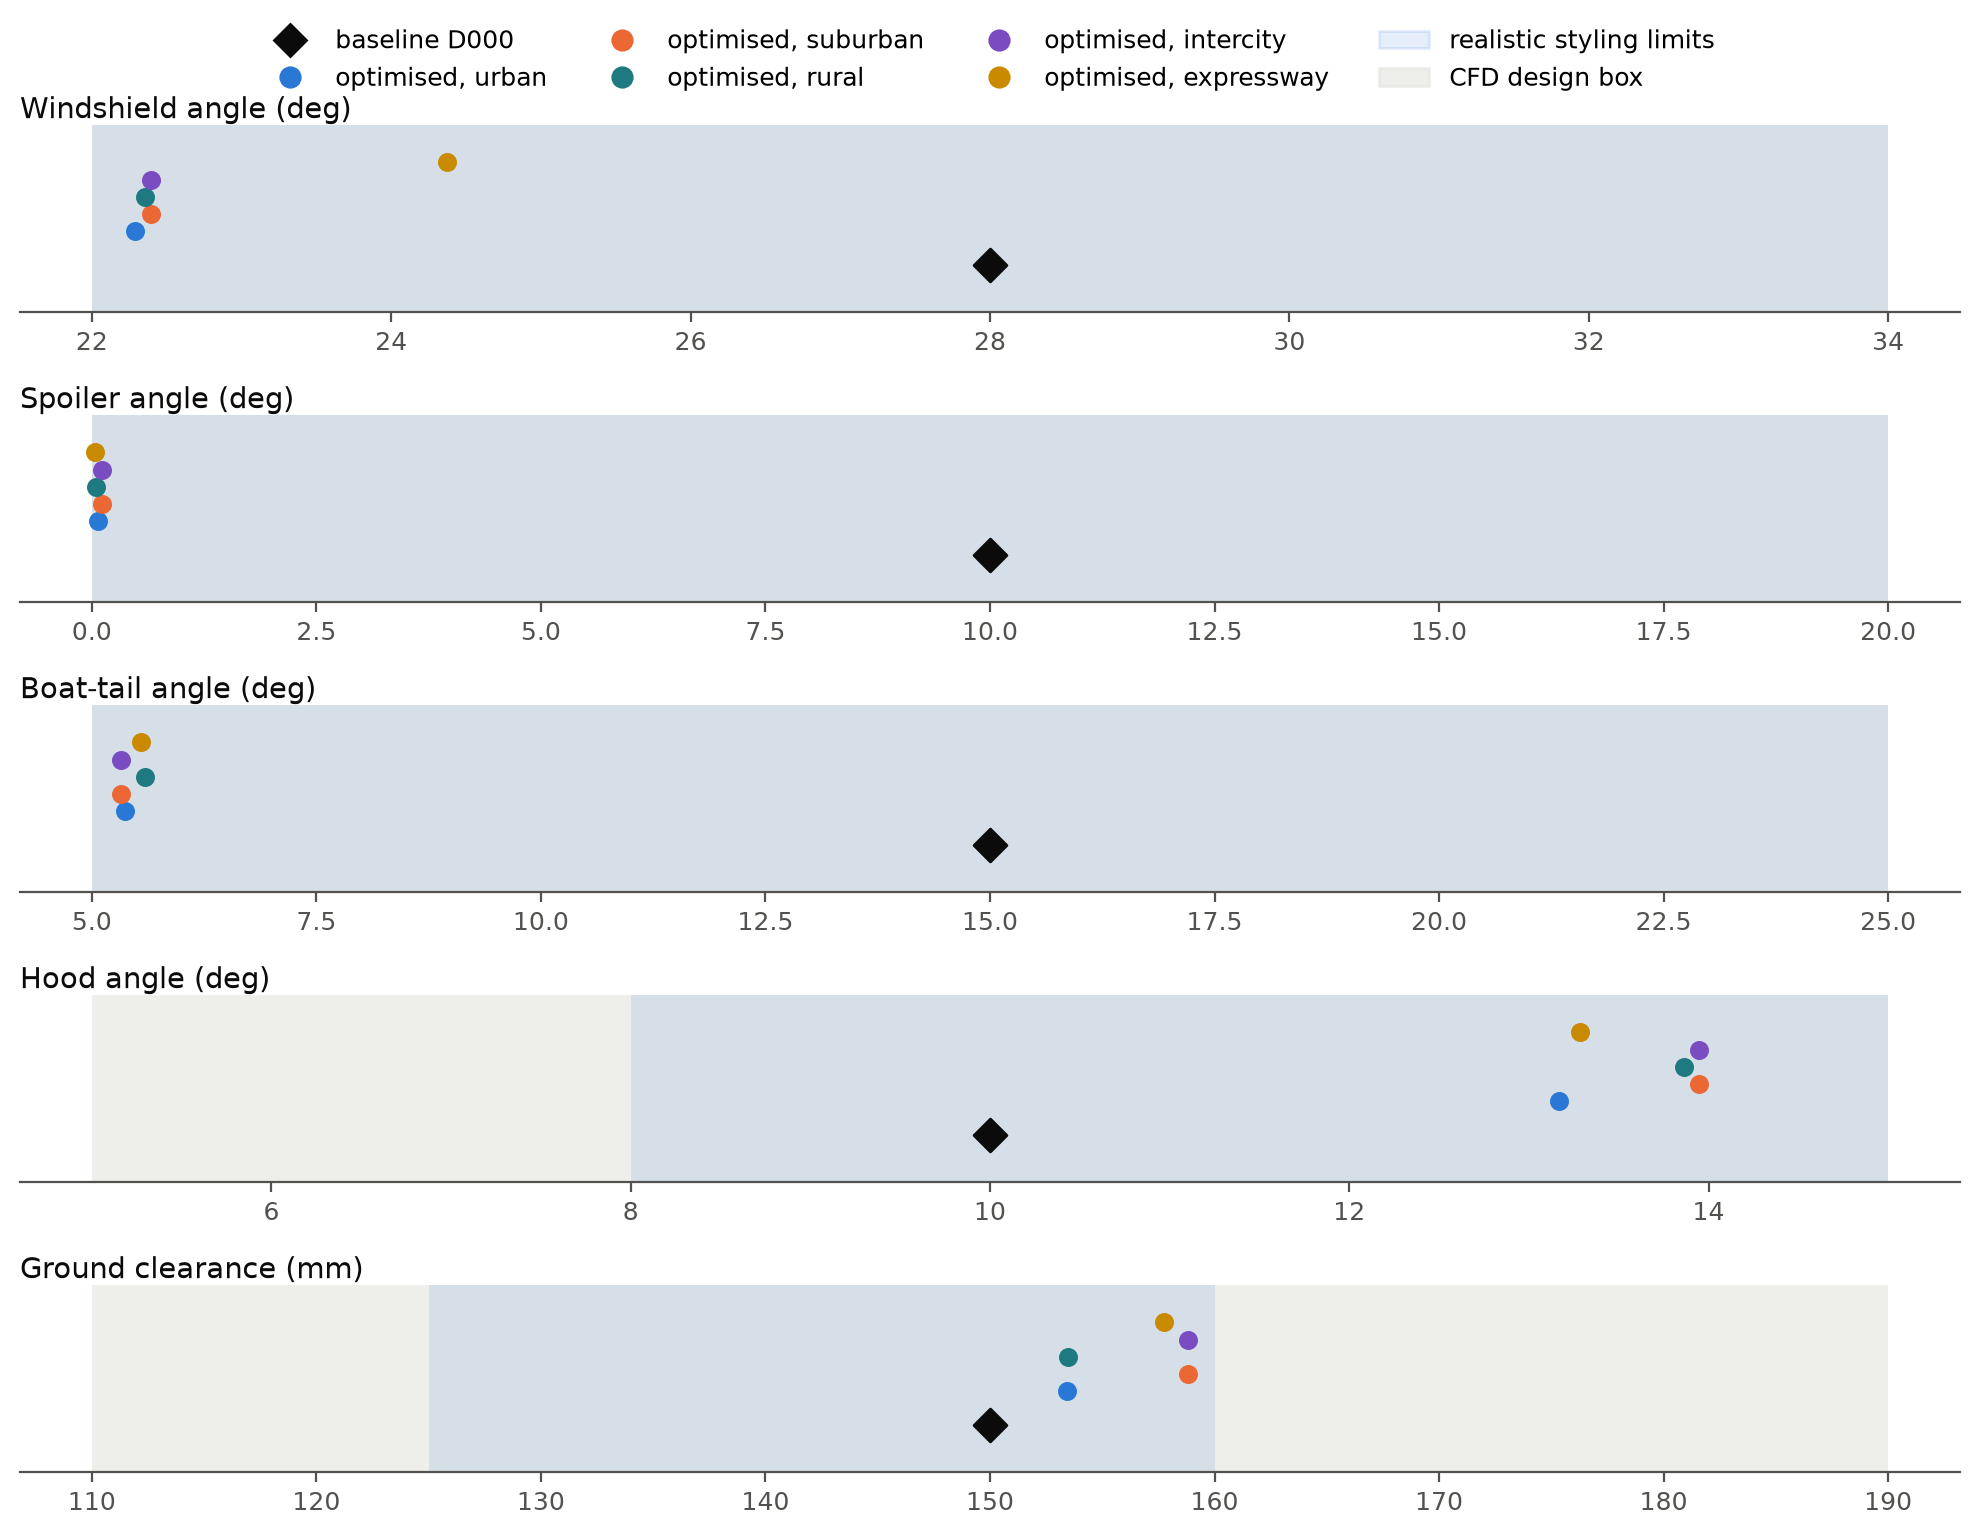 baseline D000
optimised, suburban
optimised, intercity
realistic styling limits
optimised, urban
optimised, rural
optimised, expressway
CFD design box
Windshield angle (deg)
22 24 26 28 30 32 34
Spoiler angle (deg)
0.0 2.5 5.0 7.5 10.0 12.5 15.0 17.5 20.0
Boat-tail angle (deg)
5.0 7.5 10.0 12.5 15.0 17.5 20.0 22.5 25.0
Hood angle (deg)
6 8 10 12 14
Ground clearance (mm)
110 120 130 140 150 160 170 180 190